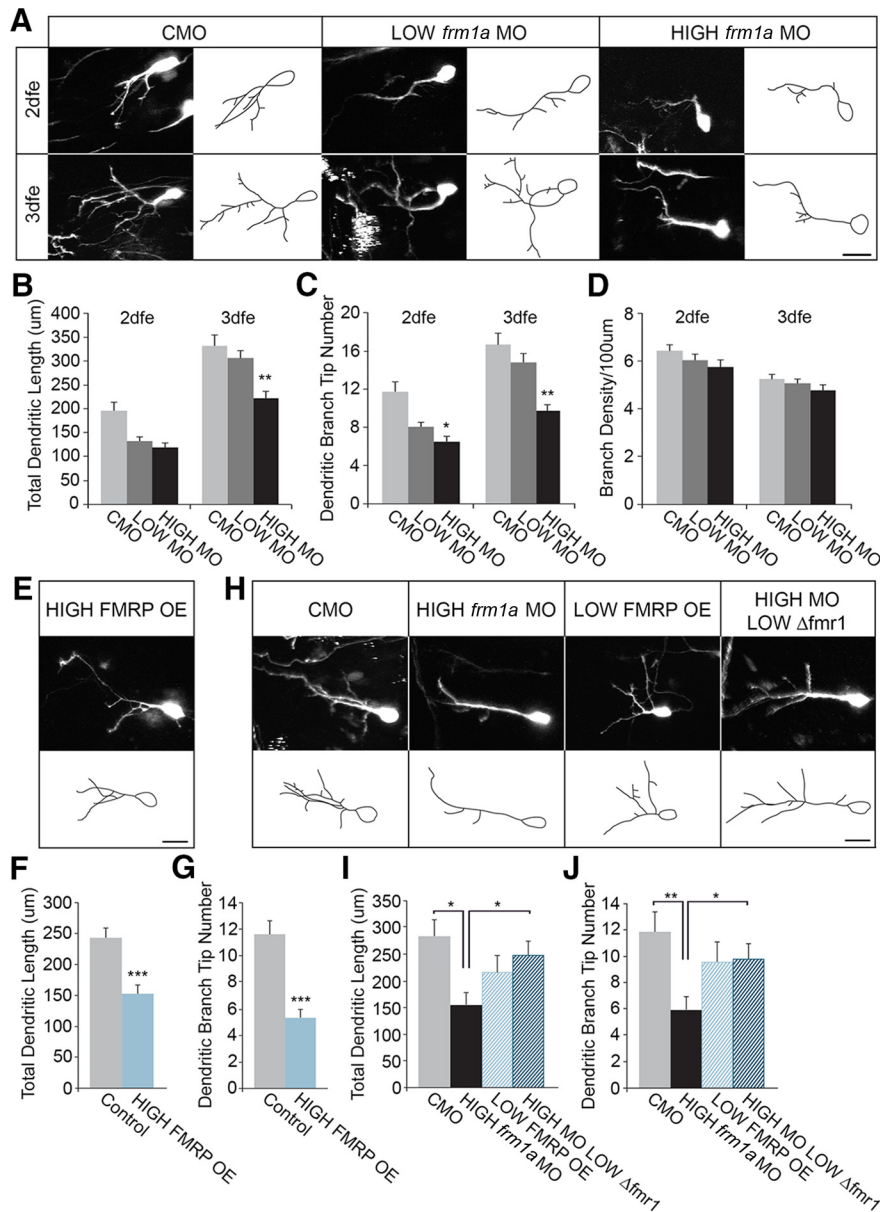 A
CMO
LOW frm1a MO
HIGH frm1a MO
2dfe
3dfe
B
Total Dendritic Length (um)
400
350
300
250
200
150
100
50
0
2dfe
3dfe
**
CMO
LOW MO
HIGH MO
CMO
LOW MO
HIGH MO
C
Dendritic Branch Tip Number
20
16
12
8
4
0
2dfe
3dfe
*
**
CMO
LOW MO
HIGH MO
CMO
LOW MO
HIGH MO
D
Branch Density/100um
8
6
4
2
0
2dfe
3dfe
CMO
LOW MO
HIGH MO
CMO
LOW MO
HIGH MO
E
HIGH FMRP OE
H
CMO
HIGH frm1a MO
LOW FMRP OE
HIGH MO
LOW Δfmr1
F
Total Dendritic Length (um)
300
250
200
150
100
50
0
***
Control
HIGH FMRP OE
G
Dendritic Branch Tip Number
14
12
10
8
6
4
2
0
***
Control
HIGH FMRP OE
I
Total Dendritic Length (um)
350
300
250
200
150
100
50
0
*
*
CMO
HIGH frm1a MO
LOW FMRP OE
HIGH MO LOW Δfmr1
J
Dendritic Branch Tip Number
14
12
10
8
6
4
2
0
**
*
CMO
HIGH frm1a MO
LOW FMRP OE
HIGH MO LOW Δfmr1